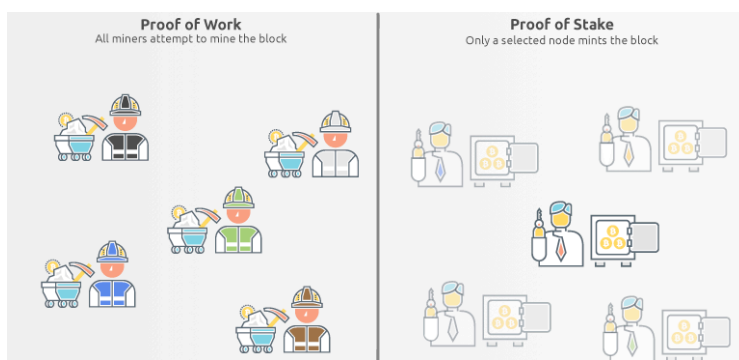 Proof of Work
All miners attempt to mine the block
Proof of Stake
Only a selected node mints the block